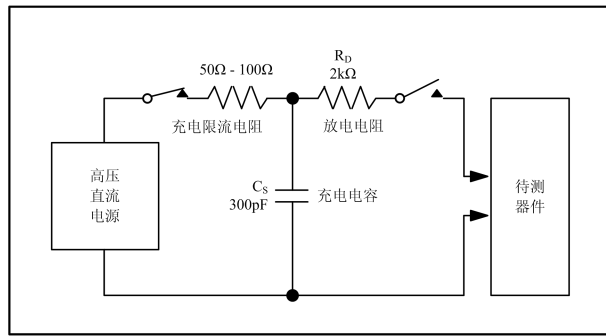 50Ω - 100Ω
R_D
2kΩ
充电限流电阻
放电电阻
高压
直流
电源
C_S
300pF
充电电容
待测
器件